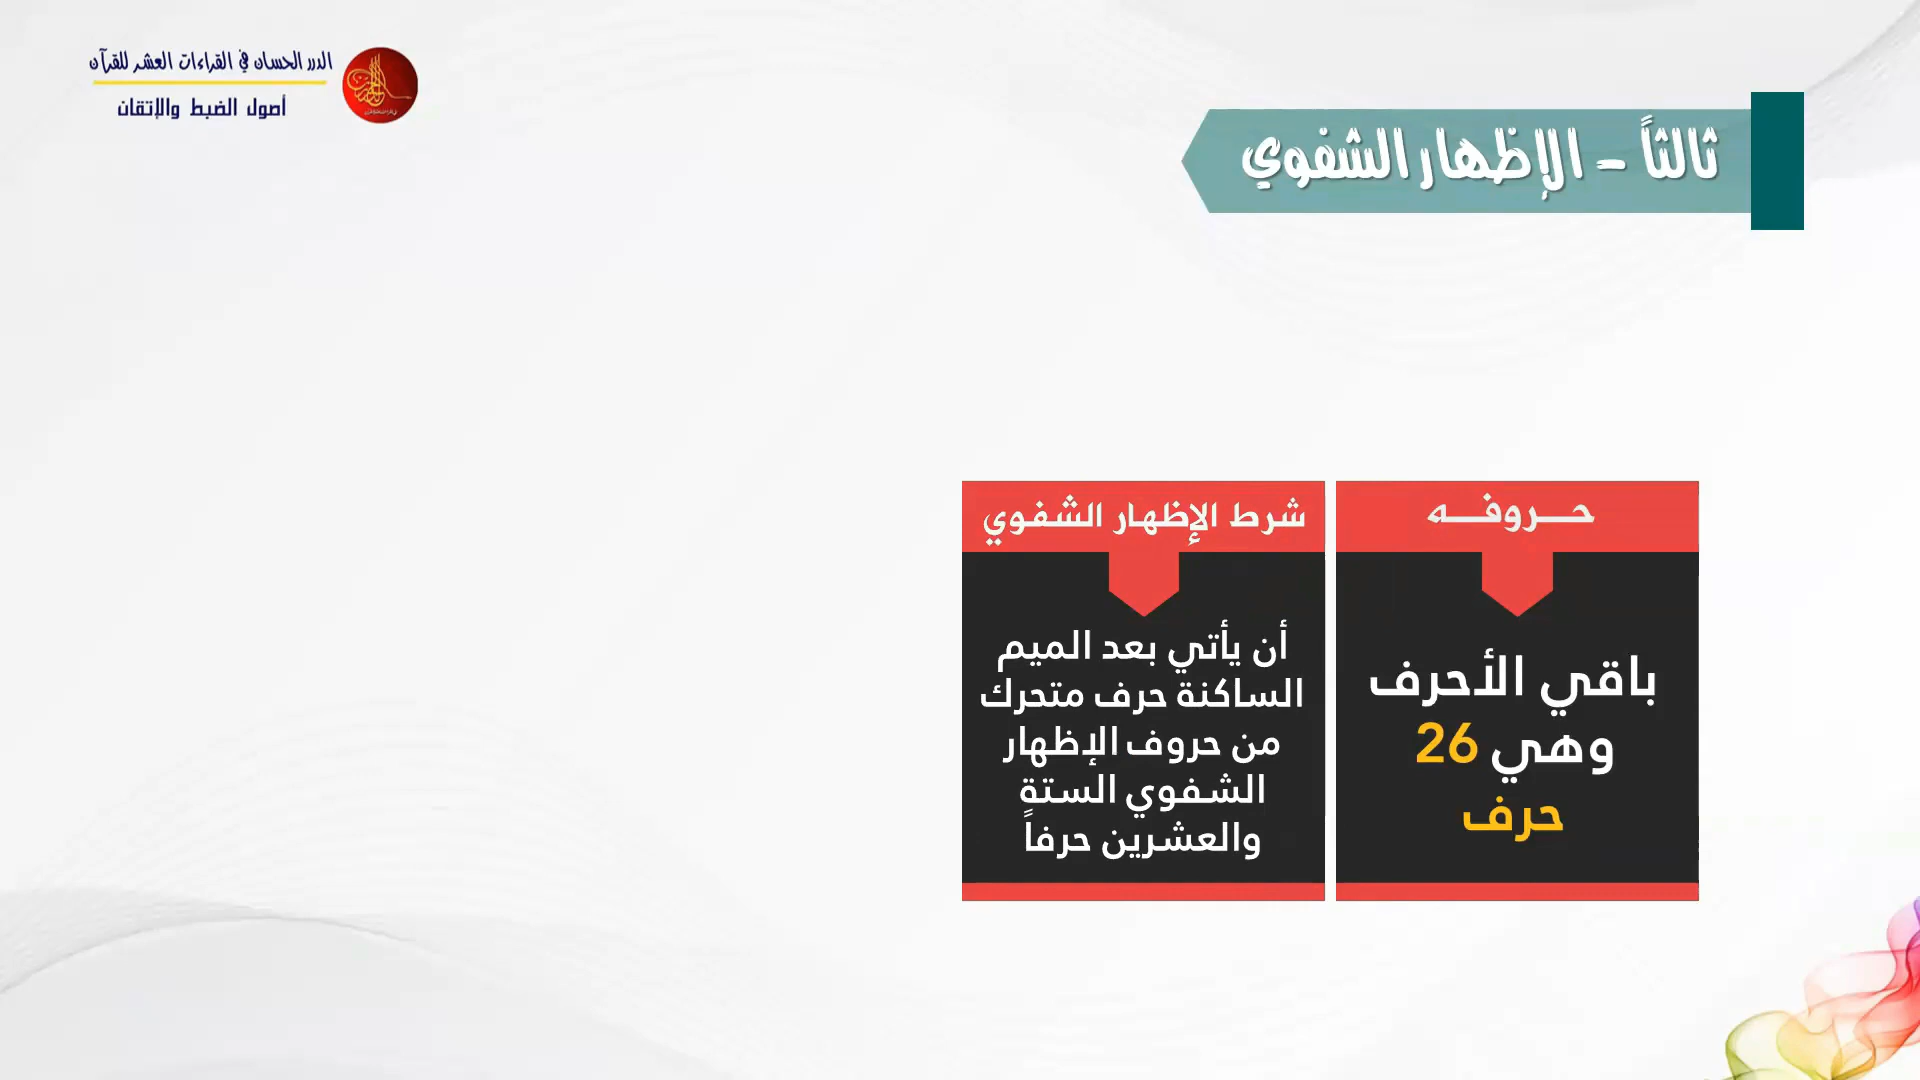 الدرر الحسان في القراءات العشر للقرآن
أصول الضبط والإتقان
ثالثاً - الإظهار الشفوي
حـــروفـــه
باقي الأحرف
وهي 26
حرف
شرط الإظهار الشفوي
أن يأتي بعد الميم
الساكنة حرف متحرك
من حروف الإظهار
الشفوي الستة
والعشرين حرفاً